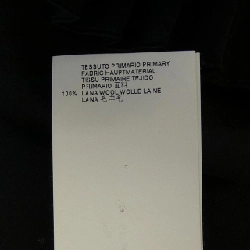 TESSUTO PRIMARIO PRIMARY
FABRIC HAUPTMATERIAL
TISSU PRIMAIRE TEJIDO
PRIMARIO
100% LANA WOOL WOLLE LAINE
LANA